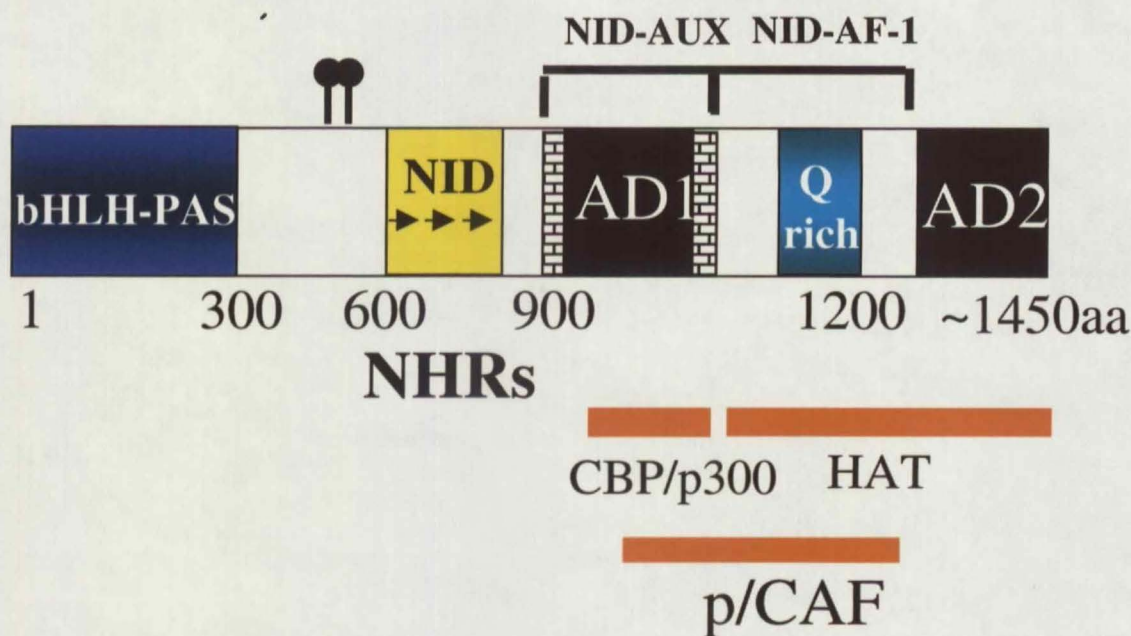 NID-AUX NID-AF-1
bHLH-PAS
NID
AD1
Q
rich
AD2
1 300 600 900 1200 ~1450aa
NHRs
CBP/p300 HAT
p/CAF